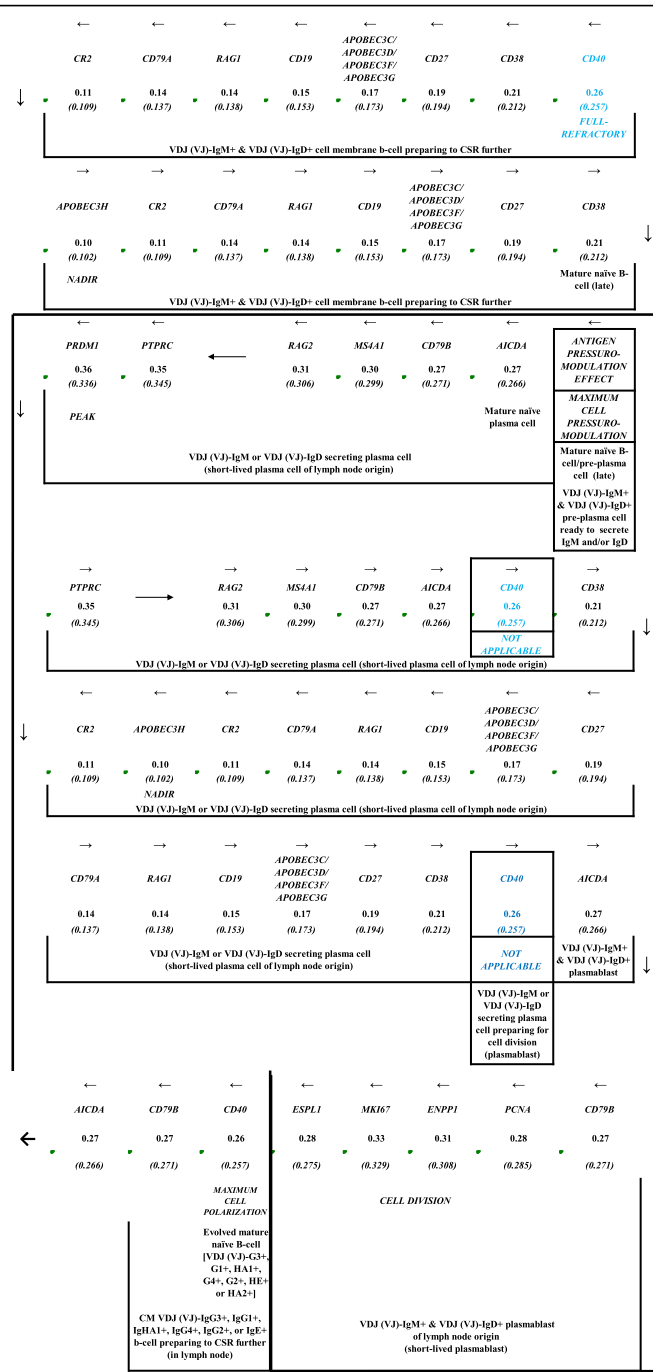 ← ← ← ← ← ← ← ←
APOBEC3C/
APOBEC3D/
APOBEC3F/
APOBEC3G
CR2 CD79A RAG1 CD19 CD27 CD38 CD40
0.11 0.14 0.14 0.15 0.17 0.19 0.21 0.26
↓ (0.109) (0.137) (0.138) (0.153) (0.173) (0.194) (0.212) (0.257)
FULL-
REFRACTORY
VDJ (VJ)-IgM+ & VDJ (VJ)-IgD+ cell membrane b-cell preparing to CSR further
→ → → → → → → →
APOBEC3C/
APOBEC3D/
APOBEC3F/
APOBEC3G
APOBEC3H CR2 CD79A RAG1 CD19 CD27 CD38
0.10 0.11 0.14 0.14 0.15 0.17 0.19 0.21 ↓
(0.102) (0.109) (0.137) (0.138) (0.153) (0.173) (0.194) (0.212)
NADIR
Mature naïve B-
cell (late)
VDJ (VJ)-IgM+ & VDJ (VJ)-IgD+ cell membrane b-cell preparing to CSR further
← ← ← ← ← ← ←
PRDM1 PTPRC ← RAG2 MS4A1 CD79B AICDA
0.36 0.35 0.31 0.30 0.27 0.27
(0.336) (0.345) (0.306) (0.299) (0.271) (0.266)
ANTIGEN
PRESSURO-
MODULATION
EFFECT
↓ PEAK
Mature naïve
plasma cell
MAXIMUM
CELL
PRESSURO-
MODULATION
VDJ (VJ)-IgM or VDJ (VJ)-IgD secreting plasma cell
(short-lived plasma cell of lymph node origin)
Mature naïve B-
cell/pre-plasma
cell (late)
VDJ (VJ)-IgM+
& VDJ (VJ)-IgD+
pre-plasma cell
ready to secrete
IgM and/or IgD
→ → → → → → →
PTPRC → RAG2 MS4A1 CD79B AICDA CD40 CD38
0.35 0.31 0.30 0.27 0.27 0.26 0.21
(0.345) (0.306) (0.299) (0.271) (0.266) (0.257) (0.212) ↓
NOT
APPLICABLE
VDJ (VJ)-IgM or VDJ (VJ)-IgD secreting plasma cell (short-lived plasma cell of lymph node origin)
← ← ← ← ← ← ← ←
APOBEC3C/
APOBEC3D/
APOBEC3F/
APOBEC3G
↓ CR2 APOBEC3H CR2 CD79A RAG1 CD19 CD27
0.11 0.10 0.11 0.14 0.14 0.15 0.17 0.19
(0.109) (0.102) (0.109) (0.137) (0.138) (0.153) (0.173) (0.194)
NADIR
VDJ (VJ)-IgM or VDJ (VJ)-IgD secreting plasma cell (short-lived plasma cell of lymph node origin)
→ → → → → → → →
APOBEC3C/
APOBEC3D/
APOBEC3F/
APOBEC3G
CD79A RAG1 CD19 CD27 CD38 CD40 AICDA
0.14 0.14 0.15 0.17 0.19 0.21 0.26 0.27
(0.137) (0.138) (0.153) (0.173) (0.194) (0.212) (0.257) (0.266)
VDJ (VJ)-IgM or VDJ (VJ)-IgD secreting plasma cell
(short-lived plasma cell of lymph node origin)
NOT
APPLICABLE
VDJ (VJ)-IgM+
& VDJ (VJ)-IgD+
plasmablast
↓
VDJ (VJ)-IgM or
VDJ (VJ)-IgD
secreting plasma
cell preparing for
cell division
(plasmablast)
← ← ← ← ← ← ← ←
AICDA CD79B CD40 ESPL1 MKI67 ENPP1 PCNA CD79B
← 0.27 0.27 0.26 0.28 0.33 0.31 0.28 0.27
(0.266) (0.271) (0.257) (0.275) (0.329) (0.308) (0.285) (0.271)
MAXIMUM
CELL
POLARIZATION
CELL DIVISION
Evolved mature
naïve B-cell
[VDJ (VJ)-G3+,
G1+, HA1+,
G4+, G2+, HE+
or HA2+]
CM VDJ (VJ)-IgG3+, IgG1+,
IgHA1+, IgG4+, IgG2+, or IgE+
b-cell preparing to CSR further
(in lymph node)
VDJ (VJ)-IgM+ & VDJ (VJ)-IgD+ plasmablast
of lymph node origin
(short-lived plasmablast)